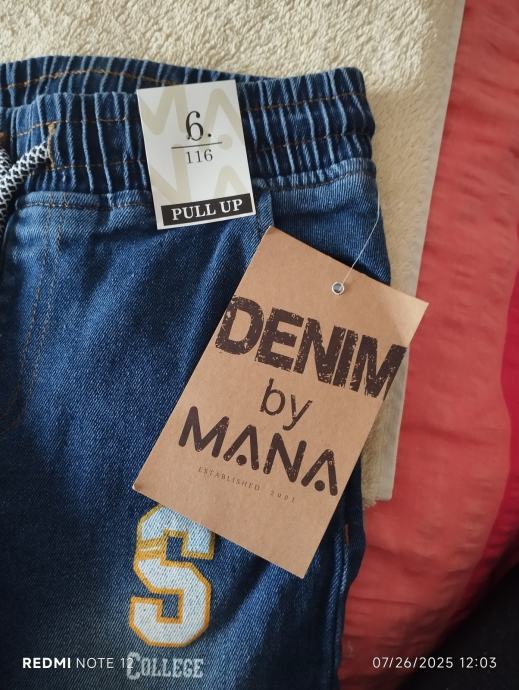 6.
116
PULL UP
DENIM
by
MANA
ESTABLISHED 2001
S
COLLEGE
REDMI NOTE 12
07/26/2025 12:03